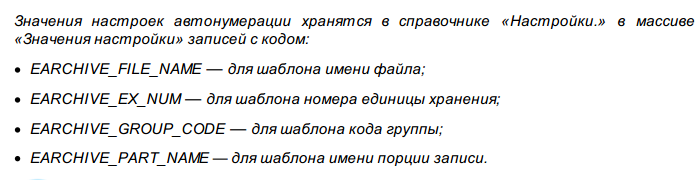 Значения настроек автонумерации хранятся в справочнике «Настройки.» в массиве
«Значения настройки» записей с кодом:
• EARCHIVE_FILE_NAME — для шаблона имени файла;
• EARCHIVE_EX_NUM — для шаблона номера единицы хранения;
• EARCHIVE_GROUP_CODE — для шаблона кода группы;
• EARCHIVE_PART_NAME — для шаблона имени порции записи.